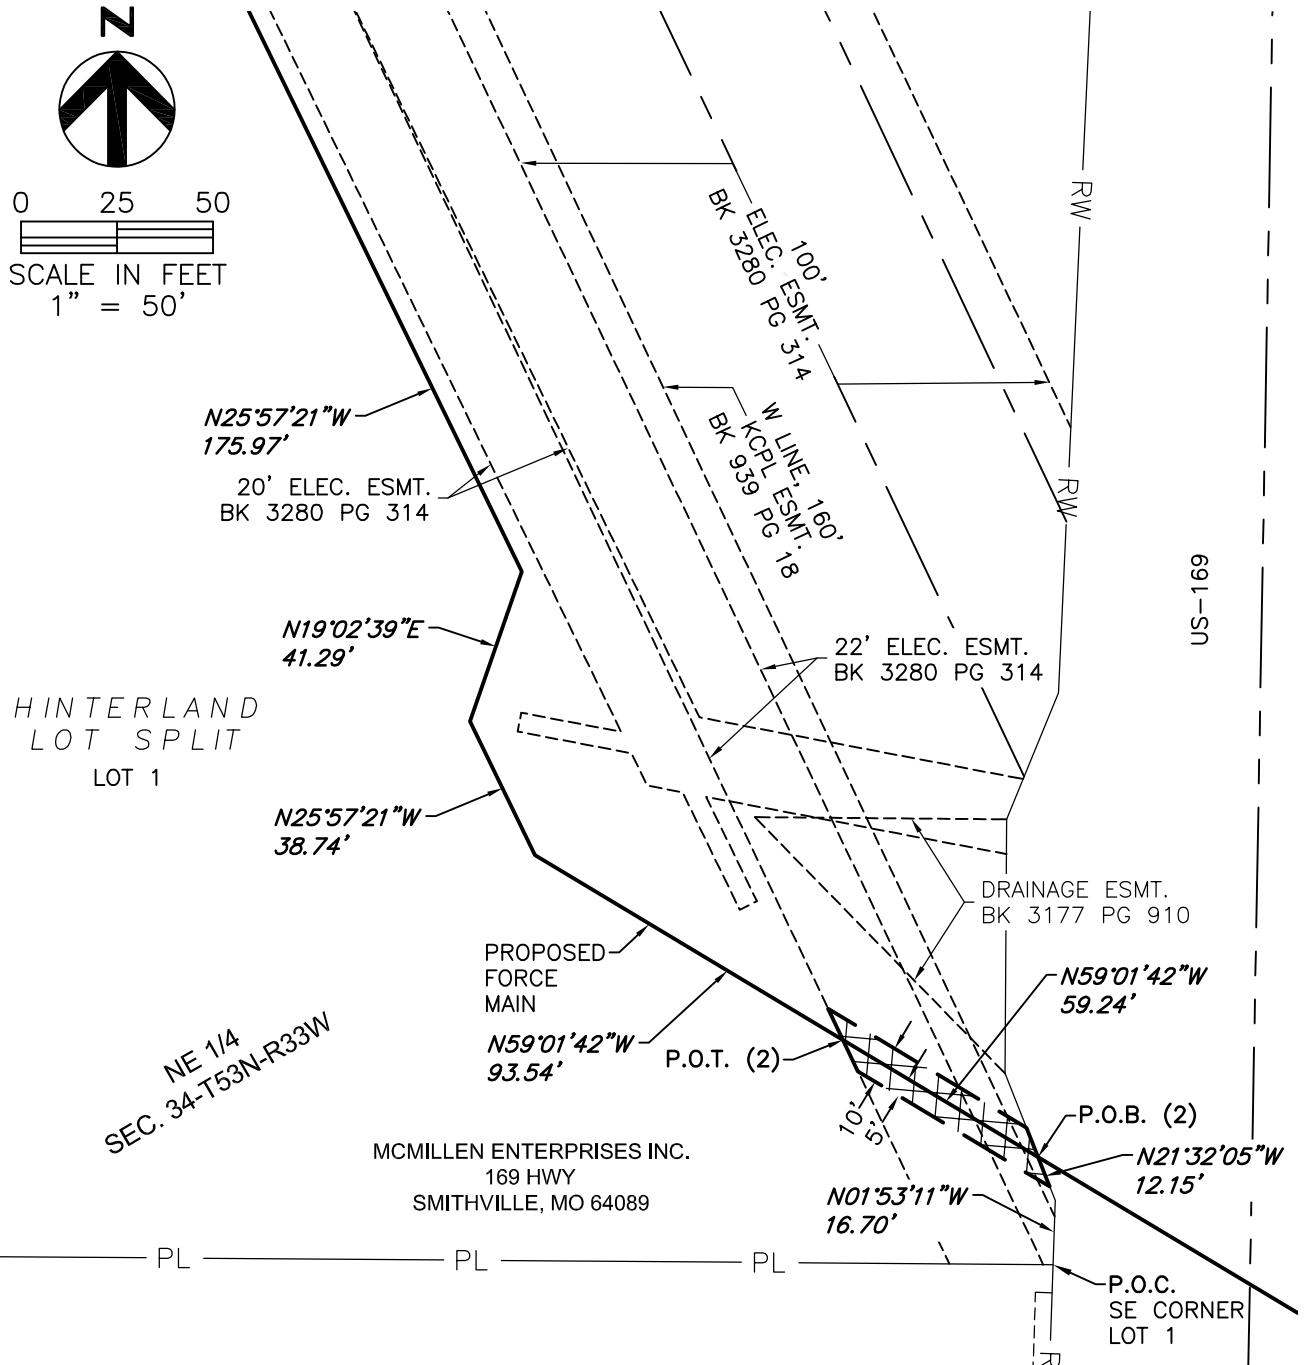 N
0 25 50
SCALE IN FEET
1" = 50'
RW
100'
ELEC. ESMT.
BK 3280 PG 314
N25°57'21"W
175.97'
20' ELEC. ESMT.
BK 3280 PG 314
W LINE, 160'
KCPL ESMT.
BK 939 PG 18
RW
US-169
N19°02'39"E
41.29'
22' ELEC. ESMT.
BK 3280 PG 314
HINTERLAND
LOT SPLIT
LOT 1
N25°57'21"W
38.74'
DRAINAGE ESMT.
BK 3177 PG 910
PROPOSED
FORCE
MAIN
N59°01'42"W
59.24'
N59°01'42"W
93.54'
P.O.T. (2)
NE 1/4
SEC. 34-T53N-R33W
10'
5'
P.O.B. (2)
MCMILLEN ENTERPRISES INC.
169 HWY
SMITHVILLE, MO 64089
N21°32'05"W
12.15'
N01°53'11"W
16.70'
PL PL PL
P.O.C.
SE CORNER
LOT 1
R